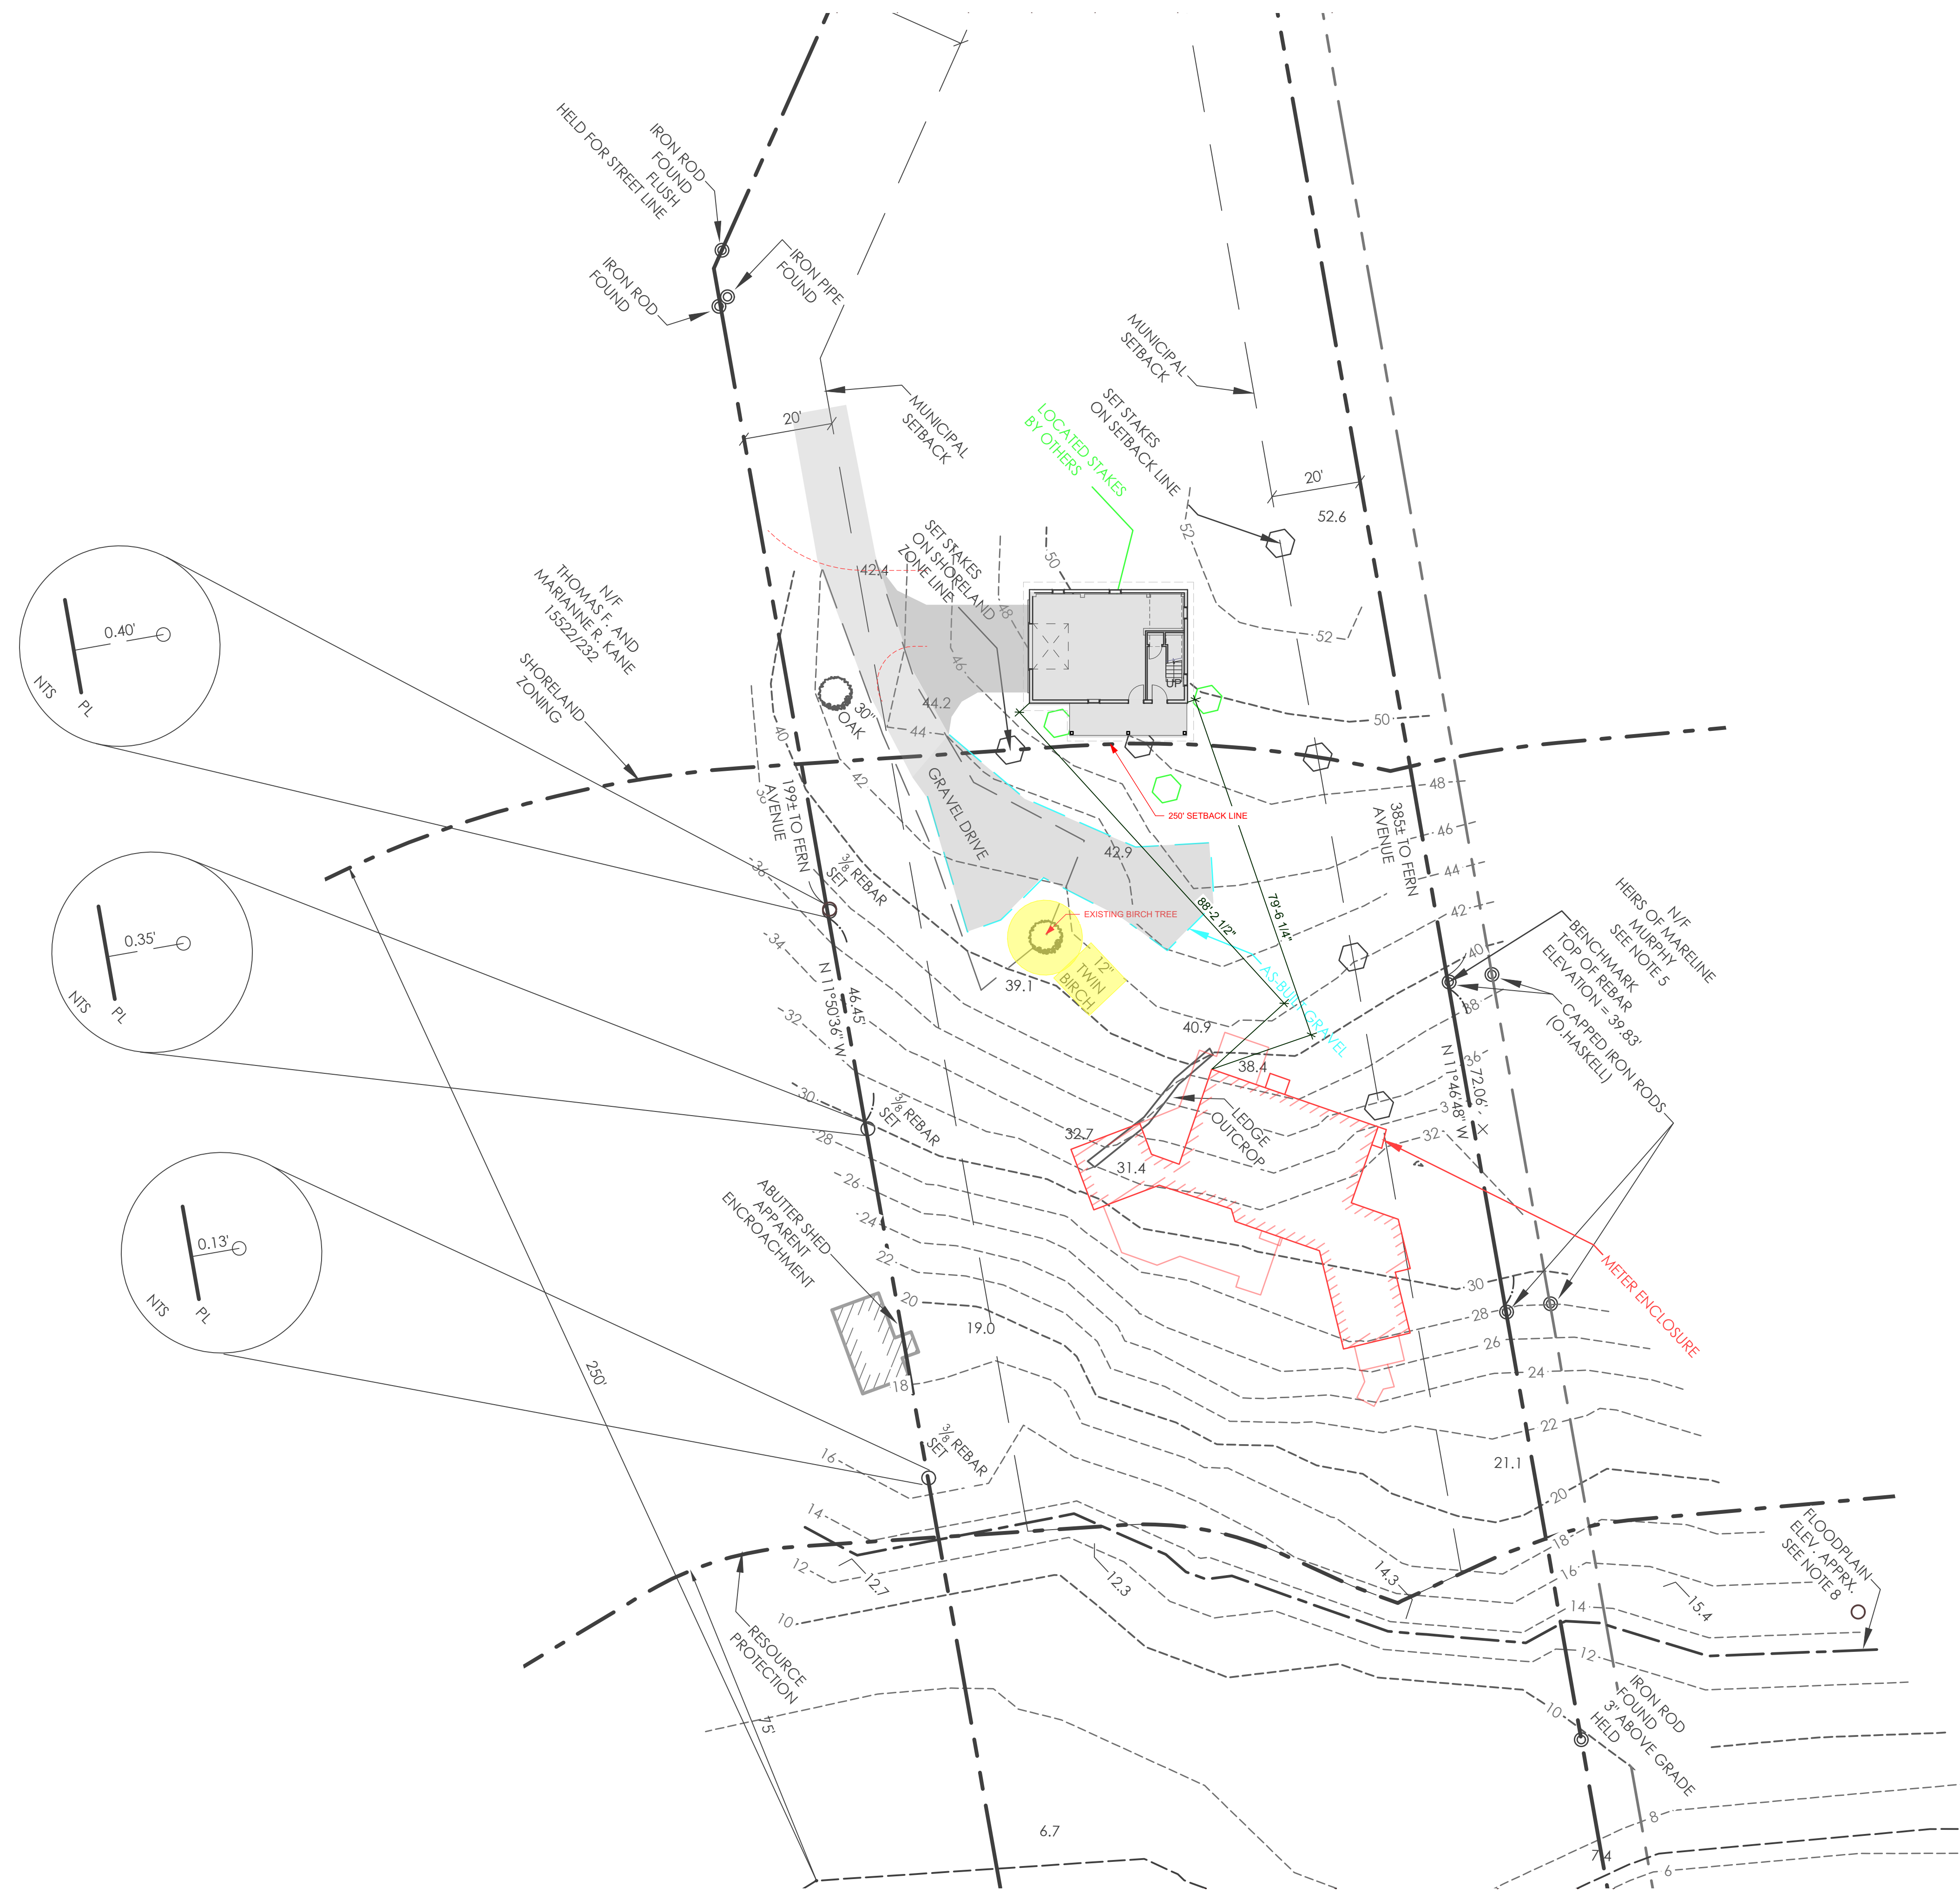 HELD FOR STREET LINE
IRON ROD
FOUND
FLUSH
IRON ROD
FOUND
IRON PIPE
FOUND
MUNICIPAL
SETBACK
MUNICIPAL
SETBACK
20'
SET STAKES
ON SETBACK LINE
LOCATED STAKES
BY OTHERS
20'
52.6
52
50
SET STAKES
ON SHORELAND
ZONE LINE
42.4
48
52
N/F
THOMAS F. AND
MARIANNE R. KANE
15522/232
0.40'
NTS
PL
SHORELAND
ZONING
46
UP
44.2
30"
OAK
44
40
50
42
38
199± TO FERN
AVENUE
GRAVEL DRIVE
250' SETBACK LINE
48
46
385± TO FERN
AVENUE
42.9
44
36
3/8 REBAR
SET
88'-2 1/2"
79'-6 1/4"
EXISTING BIRCH TREE
42
N/F
HEIRS OF MARELINE
MURPHY
SEE NOTE 5
BENCHMARK
TOP OF REBAR
ELEVATION = 39.83'
0.35'
NTS
PL
34
12"
TWIN
BIRCH
39.1
40
46.45'
N 11°50'36" W
AS-BUILT GRAVEL
38
CAPPED IRON RODS
(O.HASKELL)
32
40.9
38.4
36
72.06'
N 11°46'48" W
30
3/8 REBAR
SET
28
32.7
31.4
LEDGE
OUTCROP
3
32
26
24
ABUTTER SHED
APPARENT
ENCROACHMENT
0.13'
NTS
PL
22
20
19.0
30
28
METER ENCLOSURE
26
250'
18
24
22
16
3/8 REBAR
SET
21.1
20
14
12
12.7
12.3
14.3
18
16
14
15.4
FLOODPLAIN
ELEV. APPRX.
SEE NOTE 8
10
RESOURCE
PROTECTION
12
75'
10
IRON ROD
FOUND
3" ABOVE GRADE
HELD
6.7
8
7.4
6